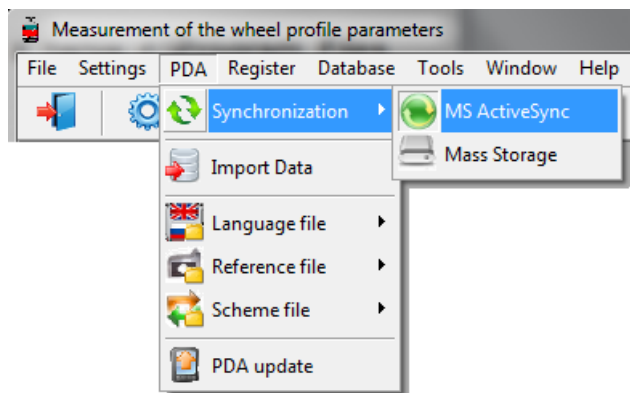 Measurement of the wheel profile parameters
File Settings PDA Register Database Tools Window Help
Synchronization MS ActiveSync
Mass Storage
Import Data
Language file
Reference file
Scheme file
PDA update